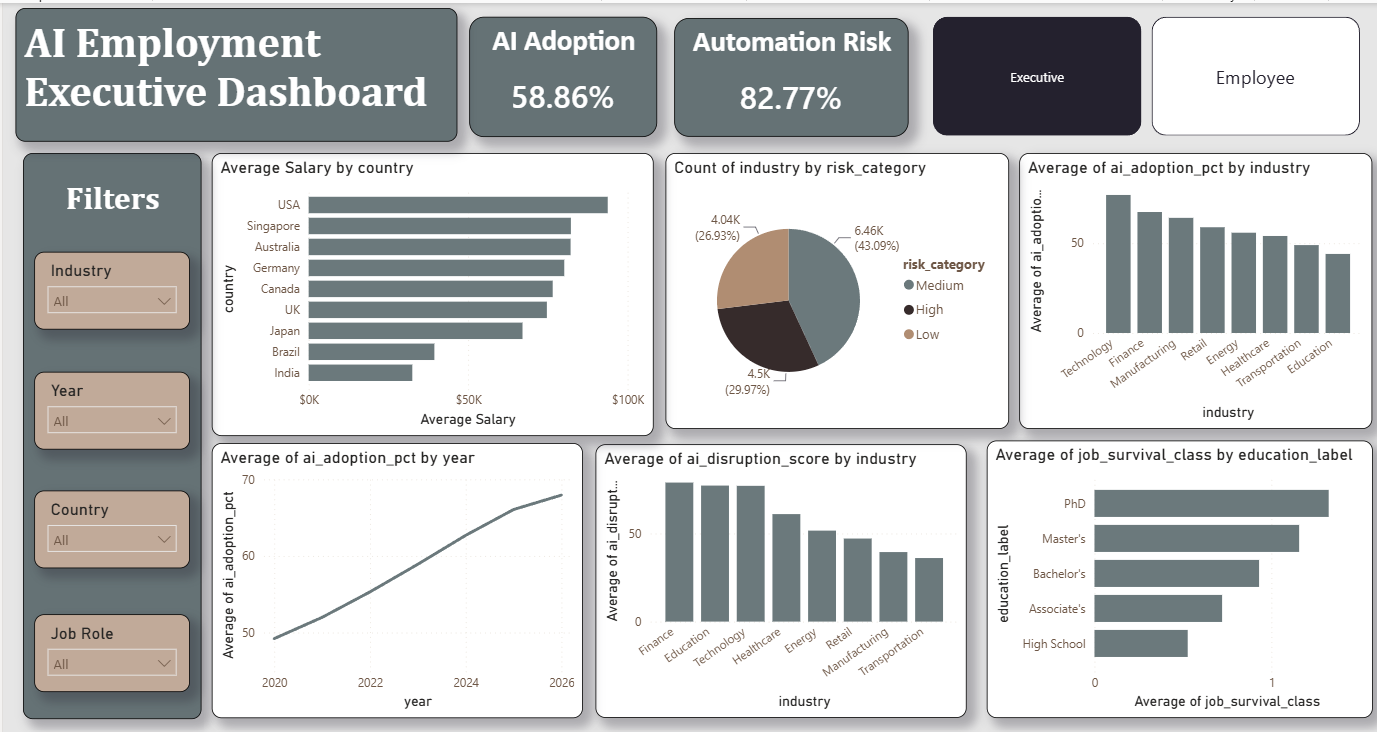 AI Employment
Executive Dashboard
AI Adoption
58.86%
Automation Risk
82.77%
Executive
Employee
Filters
Industry
All
Year
All
Country
All
Job Role
All
Average Salary by country
country
USA
Singapore
Australia
Germany
Canada
UK
Japan
Brazil
India
$0K
$50K
$100K
Average Salary
Count of industry by risk_category
4.04K
(26.93%)
6.46K
(43.09%)
4.5K
(29.97%)
risk_category
Medium
High
Low
Average of ai_adoption_pct by industry
Average of ai_adoptio...
50
0
Technology
Finance
Manufacturing
Retail
Energy
Healthcare
Transportation
Education
industry
Average of ai_adoption_pct by year
Average of ai_adoption_pct
70
60
50
2020
2022
2024
2026
year
Average of ai_disruption_score by industry
Average of ai_disrupt...
50
0
Finance
Education
Technology
Healthcare
Energy
Retail
Manufacturing
Transportation
industry
Average of job_survival_class by education_label
education_label
PhD
Master's
Bachelor's
Associate's
High School
0
1
Average of job_survival_class